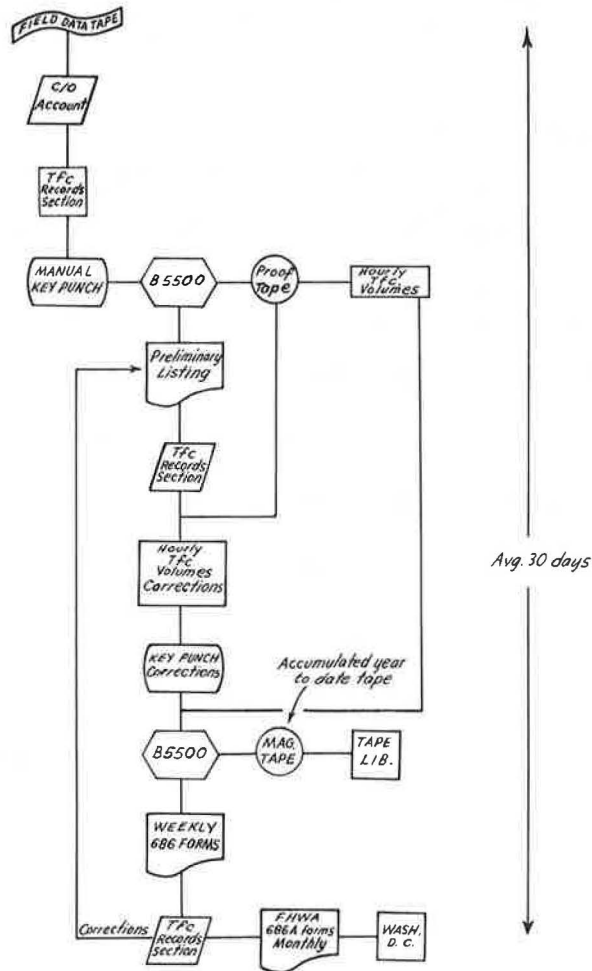 FIELD DATA TAPE
C/O
Account
Tfc
Records
Section
MANUAL
KEY PUNCH
B5500
Proof
Tape
Hourly
Tfc
Volumes
Preliminary
Listing
Tfc
Records
Section
Hourly
Tfc
Volumes
Corrections
Avg. 30 days
KEY PUNCH
Corrections
Accumulated year
to date tape
B5500
MAG.
TAPE
TAPE
LIB.
WEEKLY
686 FORMS
Corrections
Tfc
Records
section
FHWA
686A Forms
Monthly
WASH.
D.C.